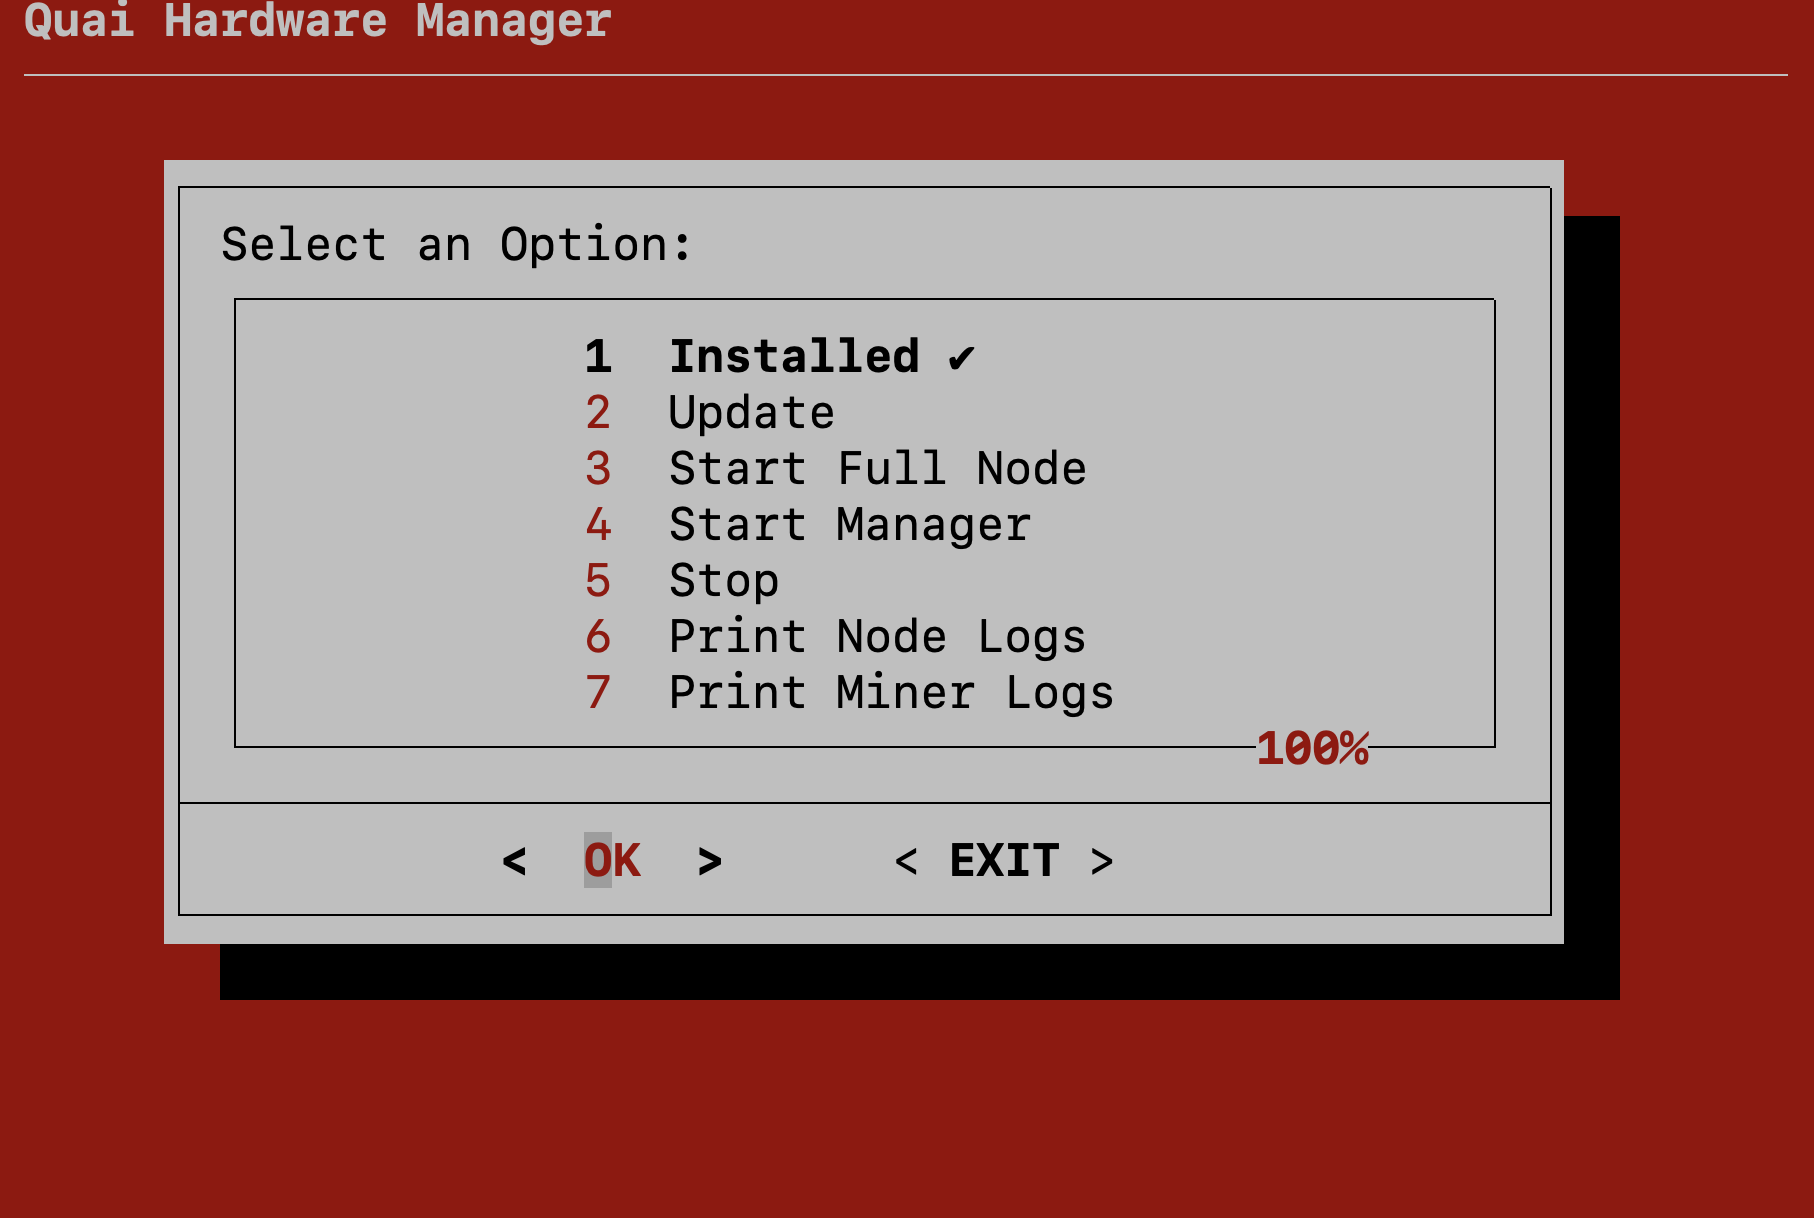 Quai Hardware Manager
Select an Option:
1 Installed ✔
2 Update
3 Start Full Node
4 Start Manager
5 Stop
6 Print Node Logs
7 Print Miner Logs
100%
< OK > < EXIT >